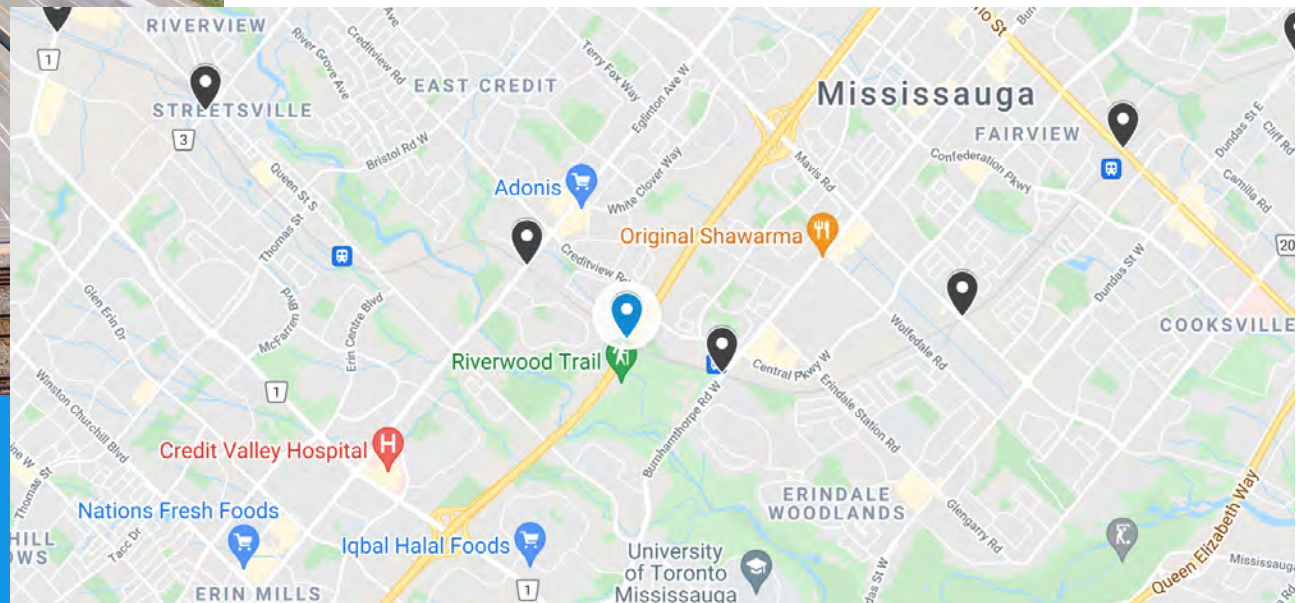 RIVERVIEW
1
STREETSVILLE
3
River Grove Ave
Creditview Rd
EAST CREDIT
Terry Fox Way
Eglinton Ave W
Mississauga
FAIRVIEW
Confederation Pkwy
Dundas St E
Cliff Rd
Camilla Rd
Bristol Rd W
Queen St S
Thomas St
Adonis
White Clover Way
Mavis Rd
Original Shawarma
Creditview Rd
20
Dundas St W
Glen Erin Dr
McFarren Blvd
Erin Centre Blvd
Wolfedale Rd
COOKSVILLE
Riverwood Trail
Central Pkwy W
1
Winston Churchill Blvd
Burnhamthorpe Rd W
Erindale Station Rd
Credit Valley Hospital
Thomas St
Nations Fresh Foods
Tacc Dr
Iqbal Halal Foods
ERINDALE
WOODLANDS
Glengarry Rd
Queen Elizabeth Way
University
of Toronto
Mississauga
ERIN MILLS
1